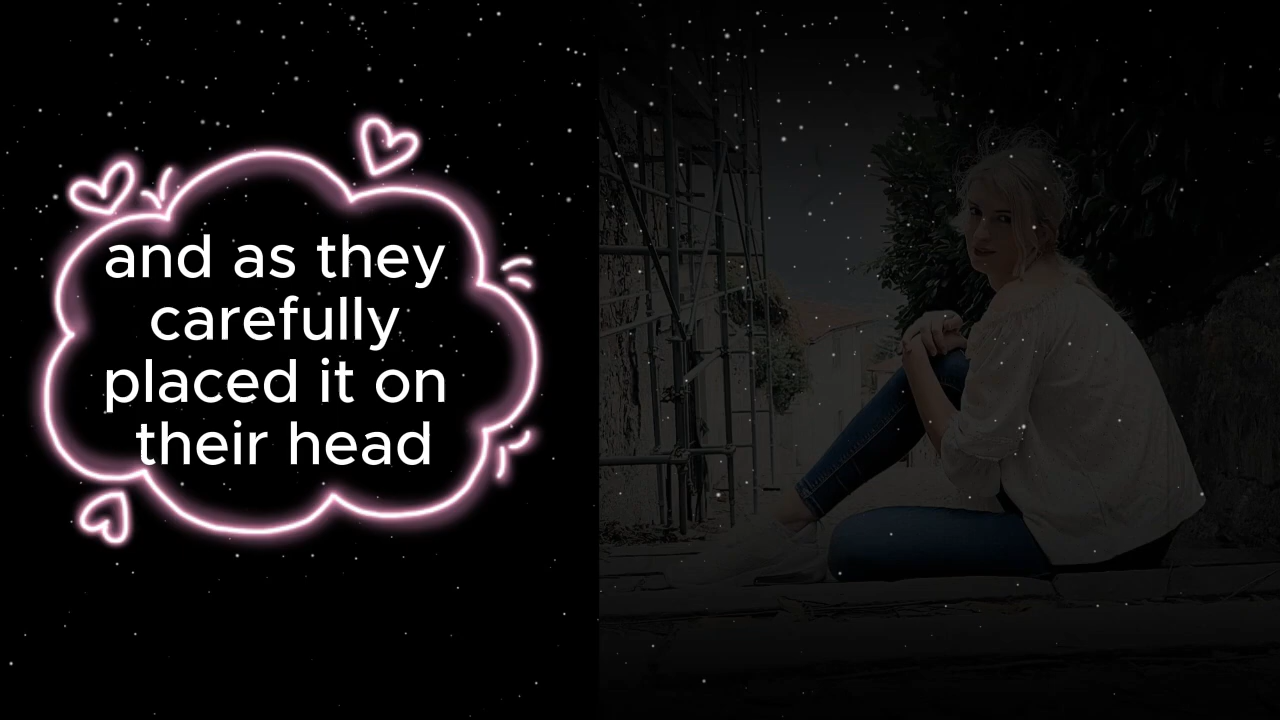 and as they
carefully
placed it on
their head